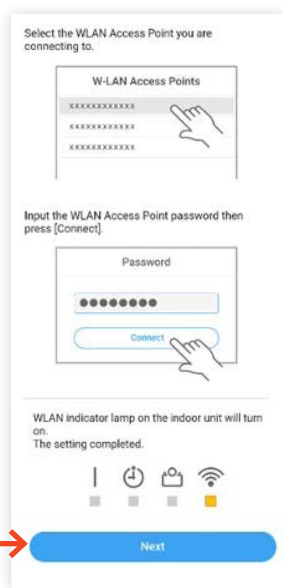 Select the WLAN Access Point you are
connecting to.
W-LAN Access Points
xxxxxxxxxxxx
xxxxxxxxxxxx
xxxxxxxxxxxx
Input the WLAN Access Point password then
press [Connect].
Password
Connect
WLAN indicator lamp on the indoor unit will turn
on.
The setting completed.
Next